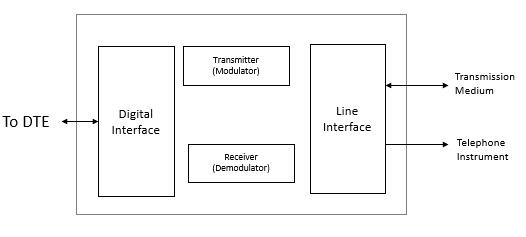 To DTE
Digital
Interface
Transmitter
(Modulator)
Receiver
(Demodulator)
Line
Interface
Transmission
Medium
Telephone
Instrument